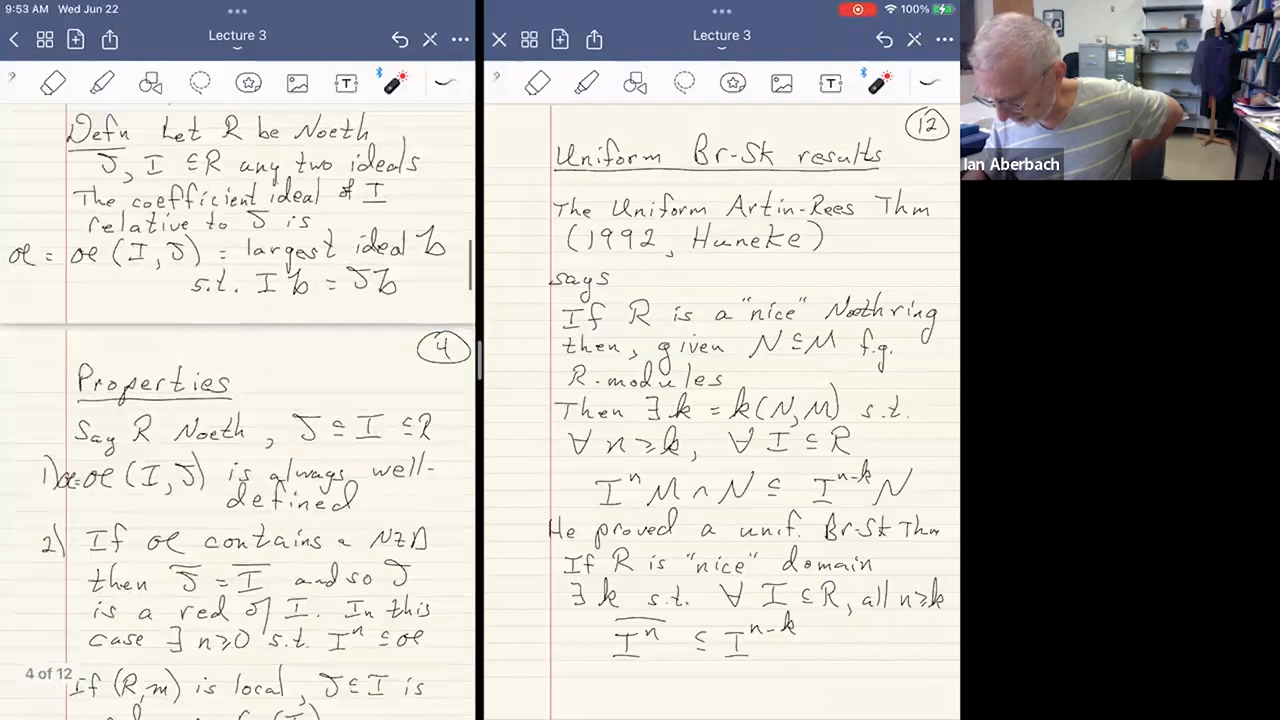 9:53 AM Wed Jun 22
Lecture 3
Defn Let R be Noeth
J, I ⊆ R any two ideals
The coefficient ideal of I
relative to J is
𝔞 = 𝔞 (I, J) = largest ideal 𝔟
s.t. I𝔟 = J𝔟
4
Properties
Say R Noeth, J ⊆ I ⊆ R
1) 𝔞=𝔞 (I, J) is always well-
defined
2) If 𝔞 contains a NZD
then J̅ = I̅ and so J
is a red of I. In this
case ∃ n≥0 s.t. Iⁿ ⊆ 𝔞
4 of 12
If (R,m) is local, J⊆I is
100%
Lecture 3
12
Uniform Br-Sk results
The Uniform Artin-Rees Thm
(1992, Huneke)
says
If R is a "nice" Noeth ring
then, given N ⊆ M f.g.
R-modules
Then ∃ k = k(N,M) s.t.
∀ n ≥ k, ∀ I ⊆ R
IⁿM ∩ N ⊆ Iⁿ⁻ᵏN
He proved a unif. Br-Sk Thm
If R is "nice" domain
∃ k s.t. ∀ I ⊆ R, all n≥k
\overline{Iⁿ} ⊆ Iⁿ⁻ᵏ
Ian Aberbach